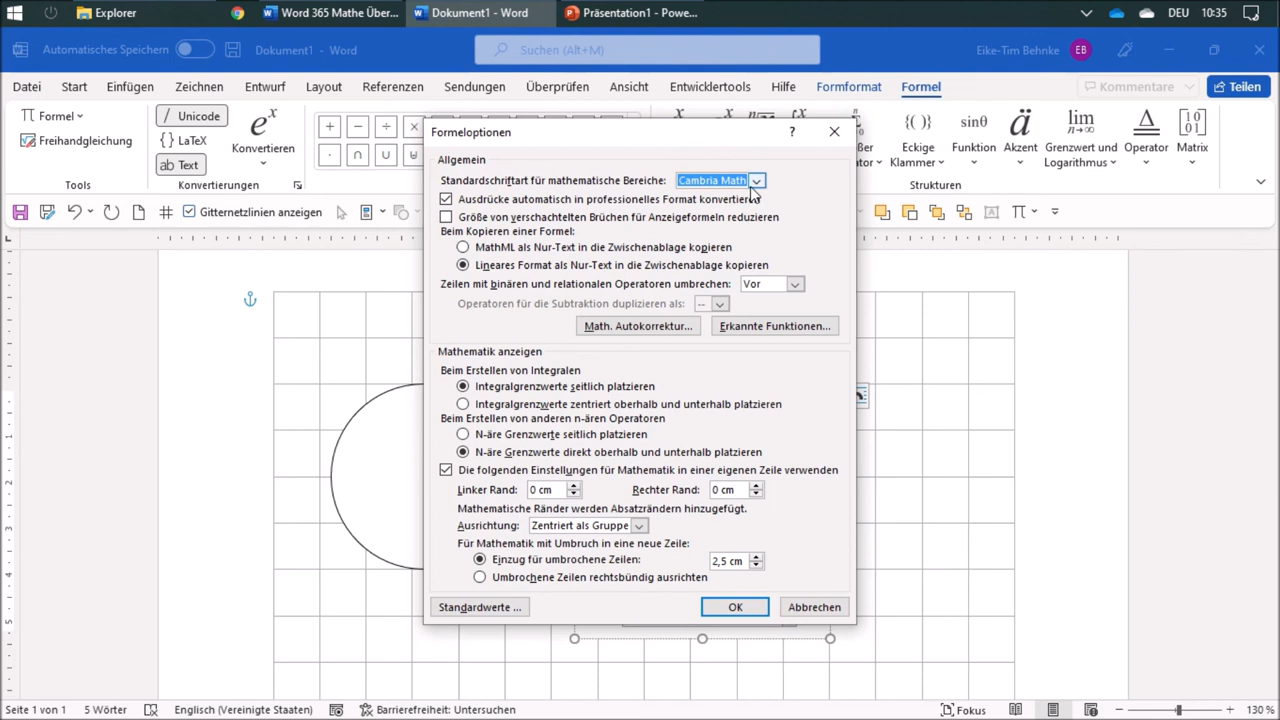 Explorer
Word 365 Mathe Über...
Dokument1 - Word
Präsentation1 - Powe...
DEU
10:35
Automatisches Speichern
Dokument1 - Word
Suchen (Alt+M)
Eike-Tim Behnke
EB
Datei Start Einfügen Zeichnen Entwurf Layout Referenzen Sendungen Überprüfen Ansicht Entwicklertools Hilfe Formelformat Formel
Kommentare
Teilen
Formel
Freihandgleichung
Tools
Unicode
LaTeX
Text
Konvertieren
Konvertierungen
Eckige Klammer
Funktion
Akzent
Grenzwert und Logarithmus
Operator
Matrix
Strukturen
Gitternetzlinien anzeigen
Formeloptionen
Allgemein
Standardschriftart für mathematische Bereiche: Cambria Math
Ausdrücke automatisch in professionelles Format konvertieren
Größe von verschachtelten Brüchen für Anzeigeformeln reduzieren
Beim Kopieren einer Formel:
MathML als Nur-Text in die Zwischenablage kopieren
Lineares Format als Nur-Text in die Zwischenablage kopieren
Zeilen mit binären und relationalen Operatoren umbrechen: Vor
Operatoren für die Subtraktion duplizieren als: --
Math. Autokorrektur...
Erkannte Funktionen...
Mathematik anzeigen
Beim Erstellen von Integralen
Integralgrenzwerte seitlich platzieren
Integralgrenzwerte zentriert oberhalb und unterhalb platzieren
Beim Erstellen von anderen n-ären Operatoren
N-äre Grenzwerte seitlich platzieren
N-äre Grenzwerte direkt oberhalb und unterhalb platzieren
Die folgenden Einstellungen für Mathematik in einer eigenen Zeile verwenden
Linker Rand: 0 cm Rechter Rand: 0 cm
Mathematische Ränder werden Absatzrändern hinzugefügt.
Ausrichtung: Zentriert als Gruppe
Für Mathematik mit Umbruch in eine neue Zeile:
Einzug für umbrochene Zeilen: 2,5 cm
Umbrochene Zeilen rechtsbündig ausrichten
Standardwerte ...
OK
Abbrechen
Seite 1 von 1
5 Wörter
Englisch (Vereinigte Staaten)
Barrierefreiheit: Untersuchen
Fokus
130 %